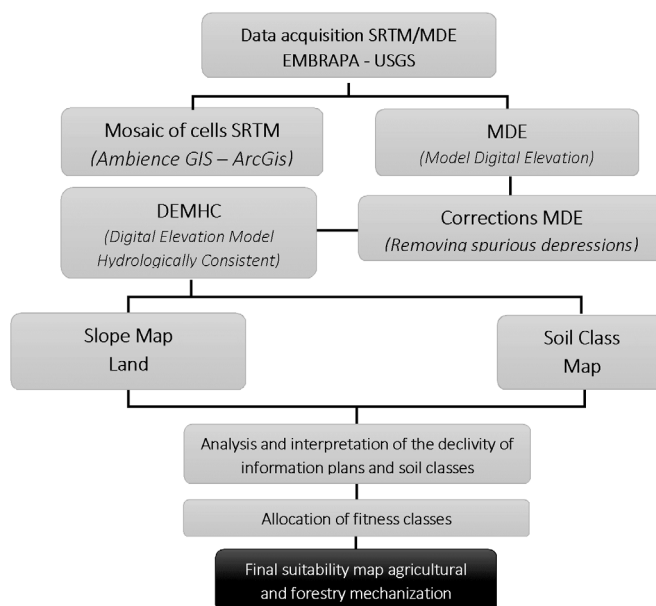 Data acquisition SRTM/MDE
EMBRAPA - USGS
Mosaic of cells SRTM
(Ambience GIS – ArcGis)
MDE
(Model Digital Elevation)
DEMHC
(Digital Elevation Model
Hydrologically Consistent)
Corrections MDE
(Removing spurious depressions)
Slope Map
Land
Soil Class
Map
Analysis and interpretation of the declivity of
information plans and soil classes
Allocation of fitness classes
Final suitability map agricultural
and forestry mechanization